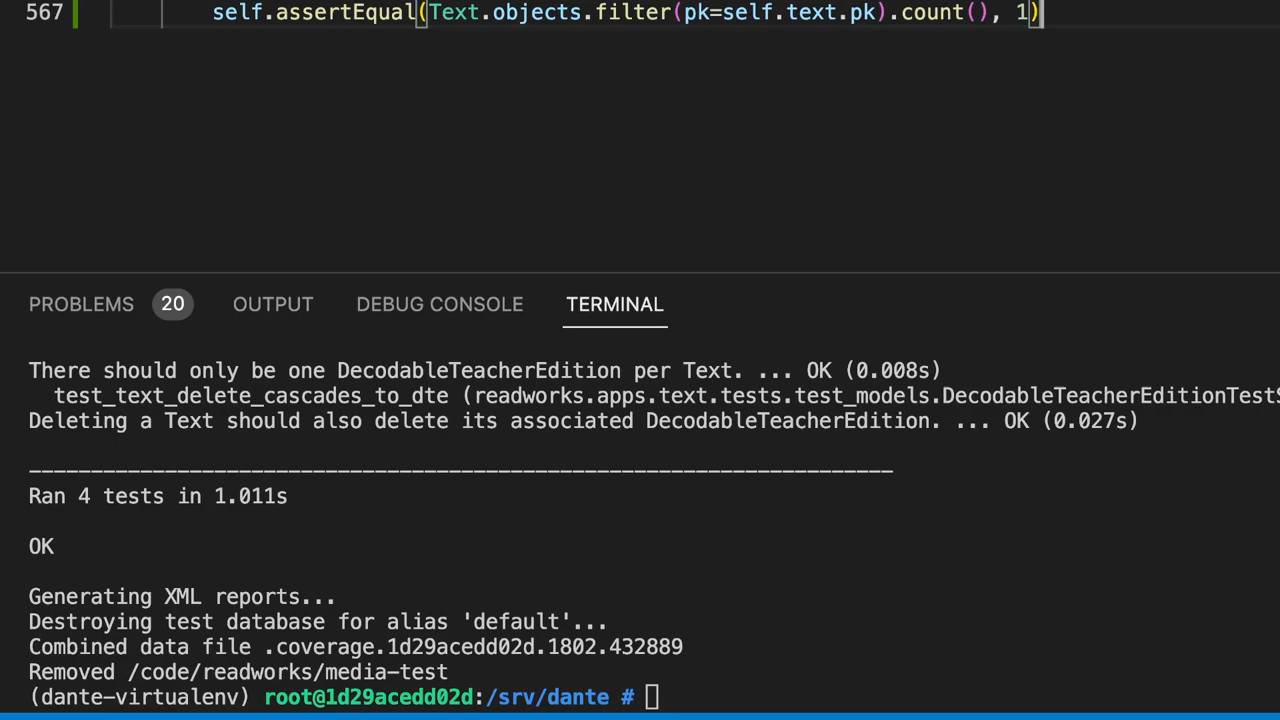 567 self.assertEqual(Text.objects.filter(pk=self.text.pk).count(), 1)
PROBLEMS 20 OUTPUT DEBUG CONSOLE TERMINAL
There should only be one DecodableTeacherEdition per Text. ... OK (0.008s)
test_text_delete_cascades_to_dte (readworks.apps.text.tests.test_models.DecodableTeacherEditionTestS
Deleting a Text should also delete its associated DecodableTeacherEdition. ... OK (0.027s)
______________________________________________________________________
Ran 4 tests in 1.011s
OK
Generating XML reports...
Destroying test database for alias 'default'...
Combined data file .coverage.1d29acedd02d.1802.432889
Removed /code/readworks/media-test
(dante-virtualenv) root@1d29acedd02d:/srv/dante #